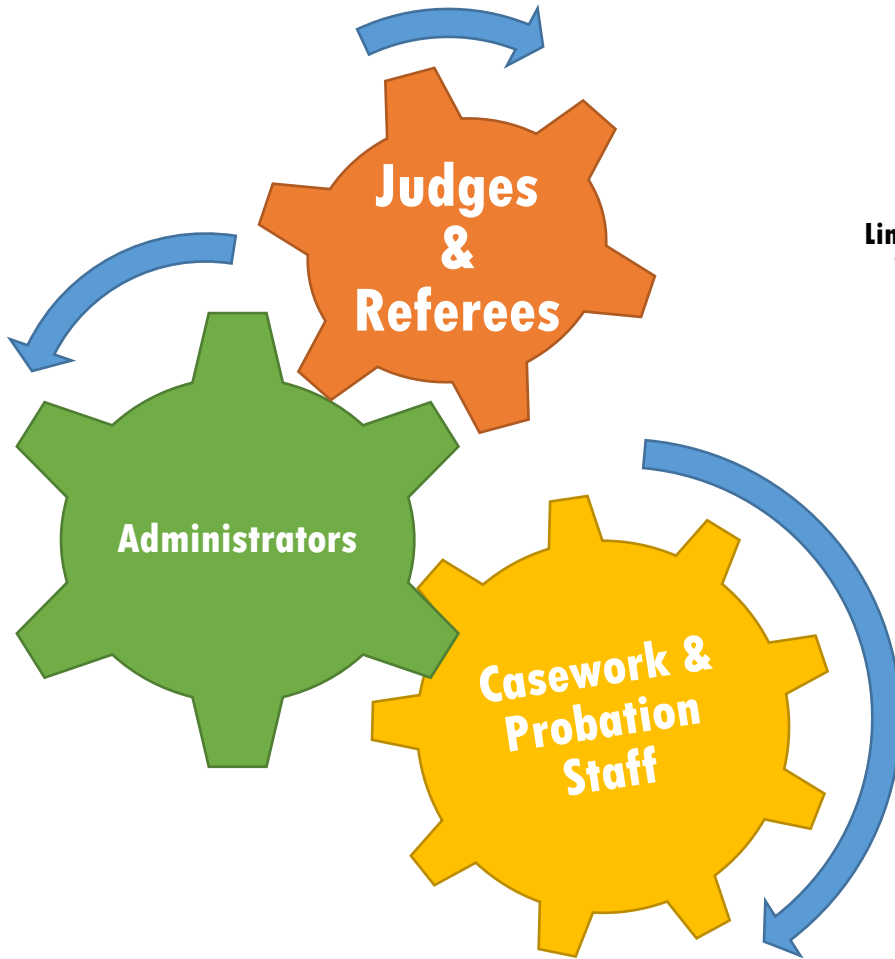 Judges
&
Referees
Administrators
Casework &
Probation
Staff